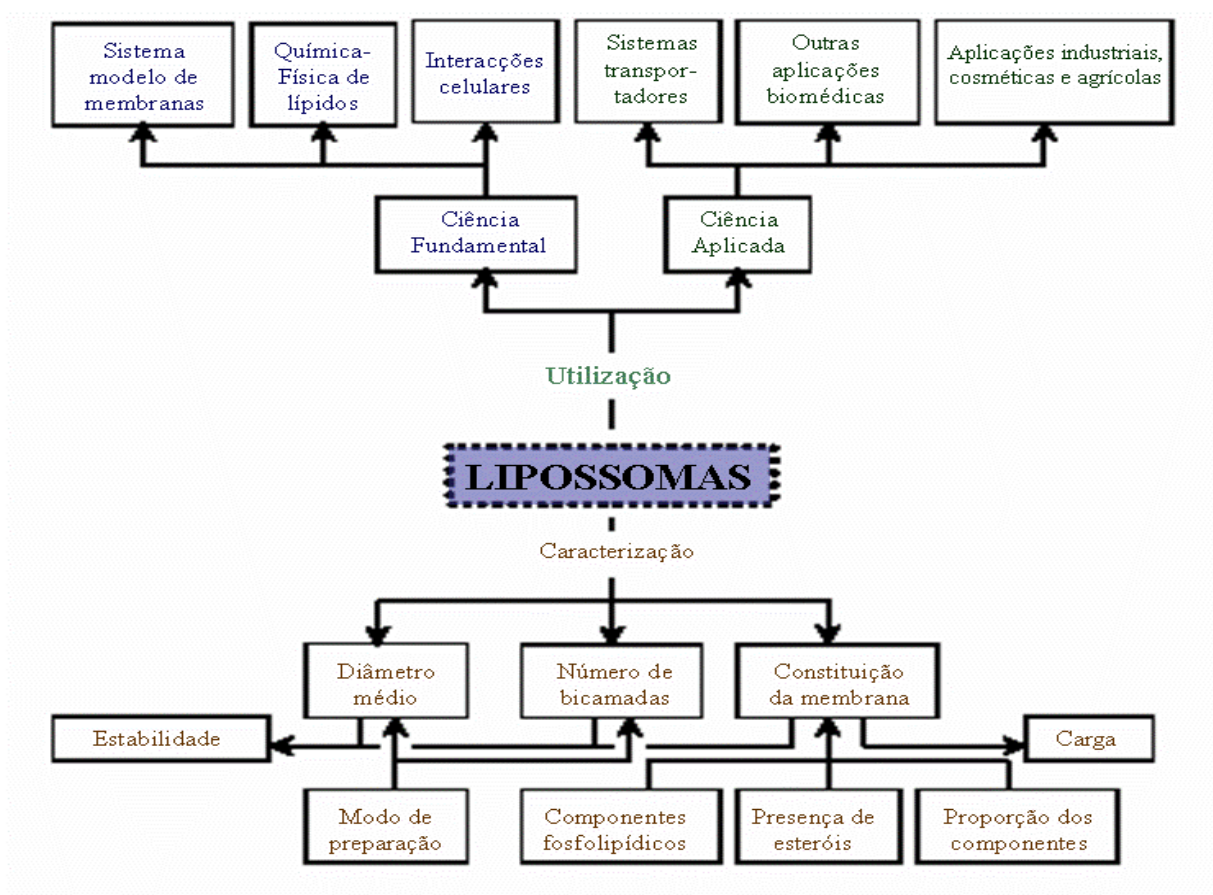 Sistema
modelo de
membranas
Química-
Física de
lípidos
Interacções
celulares
Sistemas
transpor-
tadores
Outras
aplicações
biomédicas
Aplicações industriais,
cosméticas e agrícolas
Ciência
Fundamental
Ciência
Aplicada
Utilização
LIPOSSOMAS
Caracterização
Diâmetro
médio
Número de
bicamadas
Constituição
da membrana
Estabilidade
Carga
Modo de
preparação
Componentes
fosfolipídicos
Presença de
esteróis
Proporção dos
componentes